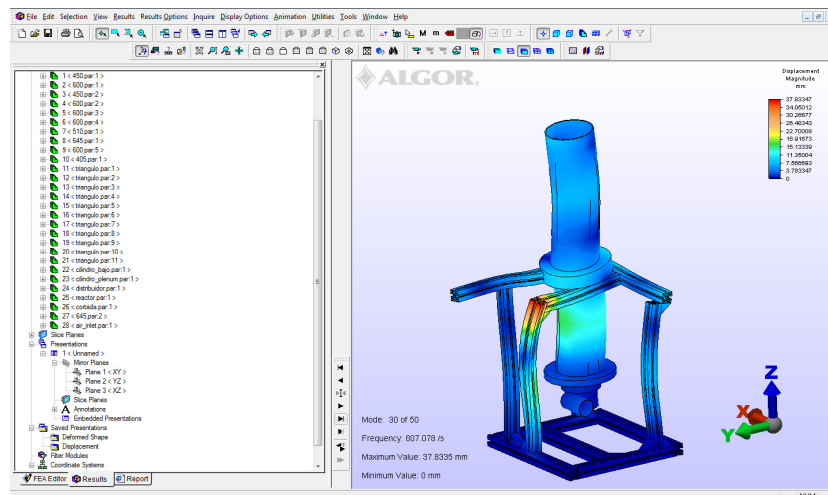 File Edit Selection View Results Results Options Inquire Display Options Animation Utilities Tools Window Help
1 < 450.par:1 >
2 < 600.par:1 >
3 < 450.par:2 >
4 < 600.par:2 >
5 < 600.par:3 >
6 < 600.par:4 >
7 < 510.par:1 >
8 < 645.par:1 >
9 < 600.par:5 >
10 < 405.par:1 >
11 < triangulo.par:1 >
12 < triangulo.par:2 >
13 < triangulo.par:3 >
14 < triangulo.par:4 >
15 < triangulo.par:5 >
16 < triangulo.par:6 >
17 < triangulo.par:7 >
18 < triangulo.par:8 >
19 < triangulo.par:9 >
20 < triangulo.par:10 >
21 < triangulo.par:11 >
22 < cilindro_bajo.par:1 >
23 < cilindro_plenum.par:1 >
24 < distribuidor.par:1 >
25 < reactor.par:1 >
26 < cortada.par:1 >
27 < 645.par:2 >
28 < air_inlet.par:1 >
Slice Planes
Presentations
1 < Unnamed >
Mirror Planes
Plane 1 < XY >
Plane 2 < YZ >
Plane 3 < XZ >
Slice Planes
Annotations
Embedded Presentations
Saved Presentations
Deformed Shape
Displacement
Filter Modules
Coordinate Systems
FEA Editor Results Report
ALGOR.
Displacement
Magnitude
mm
37.83347
34.05012
30.26677
26.48343
22.70008
18.91673
15.13339
11.35004
7.566693
3.783347
0
Mode: 30 of 50
Frequency: 807.078 /s
Maximum Value: 37.8335 mm
Minimum Value: 0 mm
Z
X
Y